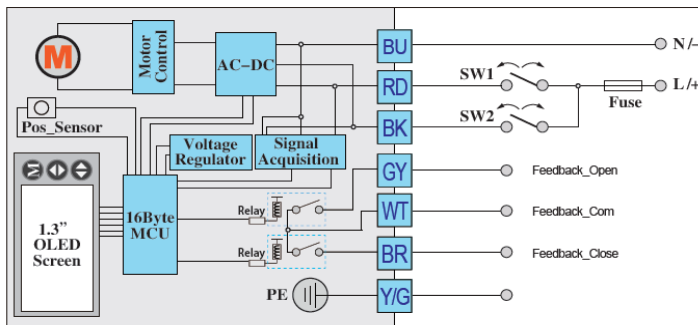 M
Motor
Control
AC-DC
BU
N/−
RD
SW1
L/+
Fuse
BK
SW2
Pos_Sensor
Voltage
Regulator
Signal
Acquisition
GY
Feedback_Open
1.3”
OLED
Screen
16Byte
MCU
Relay
WT
Feedback_Com
Relay
BR
Feedback_Close
PE
Y/G